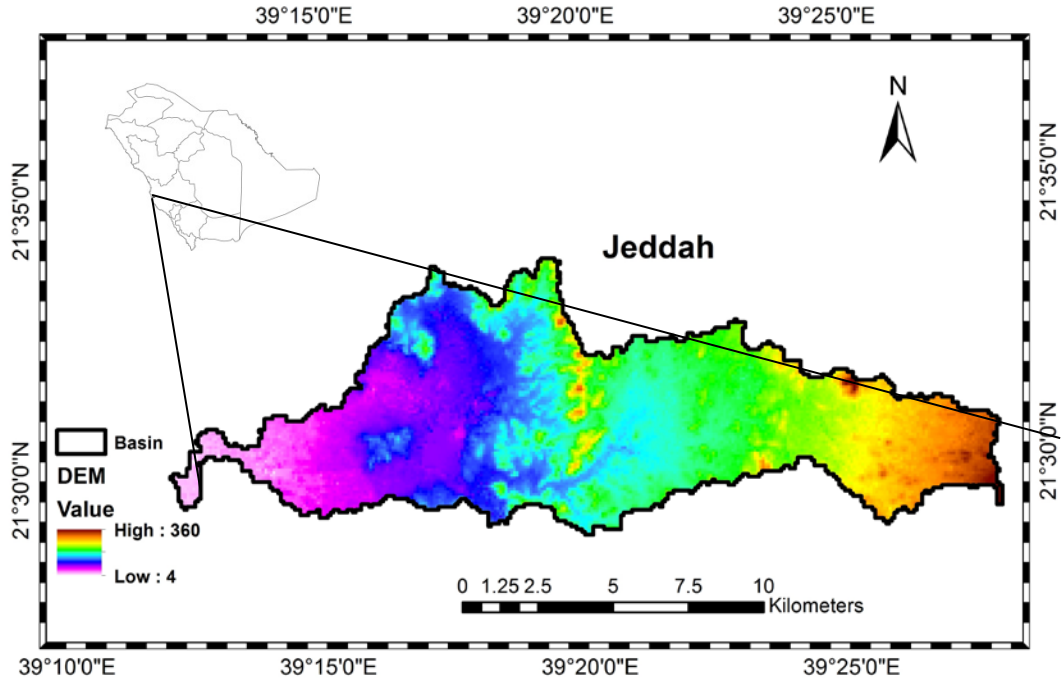 39°15'0"E 39°20'0"E 39°25'0"E
N
21°35'0"N
21°35'0"N
Jeddah
21°30'0"N
21°30'0"N
Basin
DEM
Value
High : 360
Low : 4
0 1.25 2.5 5 7.5 10
Kilometers
39°10'0"E 39°15'0"E 39°20'0"E 39°25'0"E